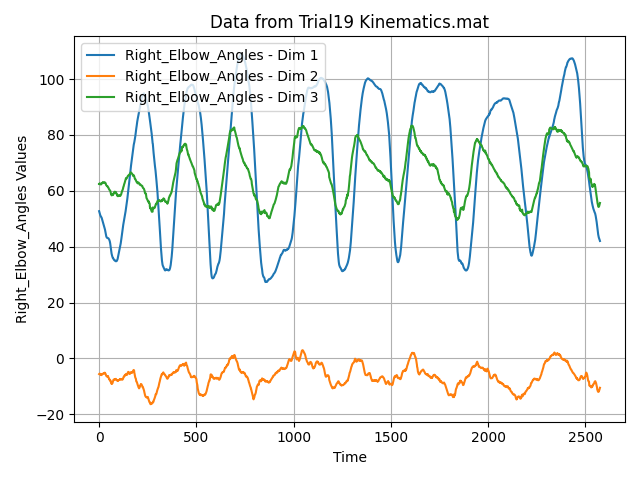 Data from Trial19 Kinematics.mat
Right_Elbow_Angles - Dim 1
Right_Elbow_Angles - Dim 2
Right_Elbow_Angles - Dim 3
Right_Elbow_Angles Values
100
80
60
40
20
0
−20
0
500
1000
1500
2000
2500
Time